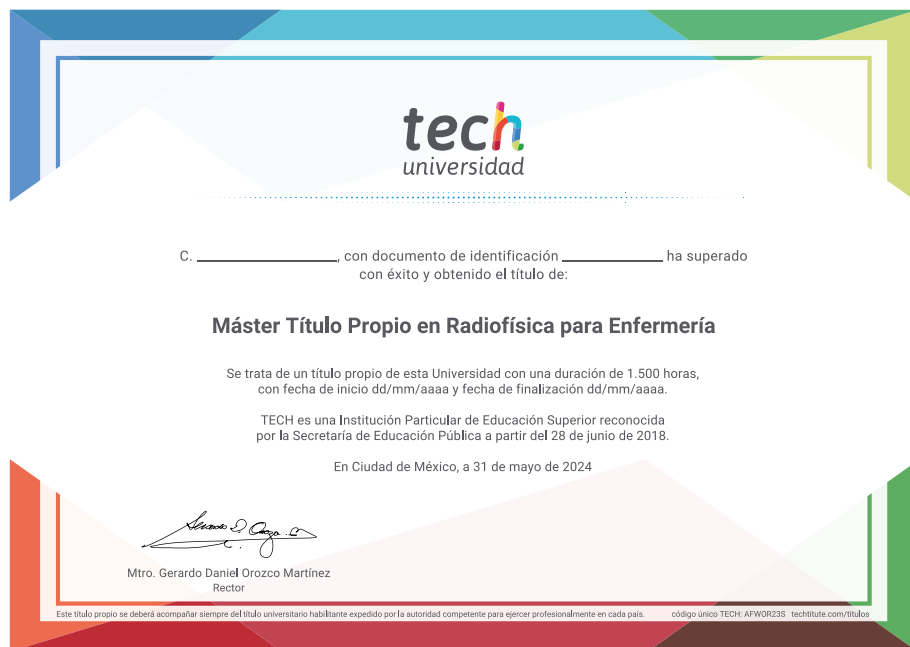 tech
universidad
C. ________________, con documento de identificación ____________ ha superado
con éxito y obtenido el título de:
Máster Título Propio en Radiofísica para Enfermería
Se trata de un título propio de esta Universidad con una duración de 1.500 horas,
con fecha de inicio dd/mm/aaaa y fecha de finalización dd/mm/aaaa.
TECH es una Institución Particular de Educación Superior reconocida
por la Secretaría de Educación Pública a partir del 28 de junio de 2018.
En Ciudad de México, a 31 de mayo de 2024
Mtro. Gerardo Daniel Orozco Martínez
Rector
Este título propio se deberá acompañar siempre del título universitario habilitante expedido por la autoridad competente para ejercer profesionalmente en cada país. código único TECH: AFWOR23S techtitute.com/titulos